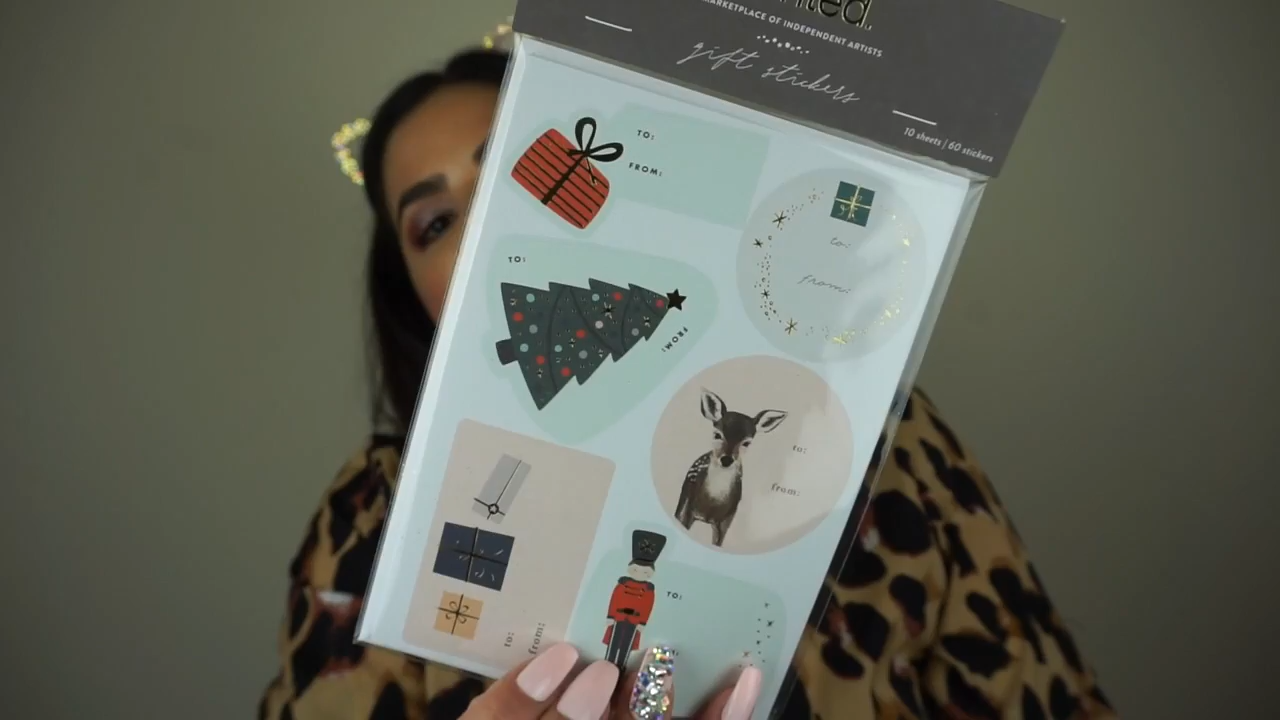 MARKETPLACE OF INDEPENDENT ARTISTS
gift stickers
10 sheets | 60 stickers
TO:
FROM:
to:
from:
TO:
FROM:
to:
from:
to:
from:
TO: